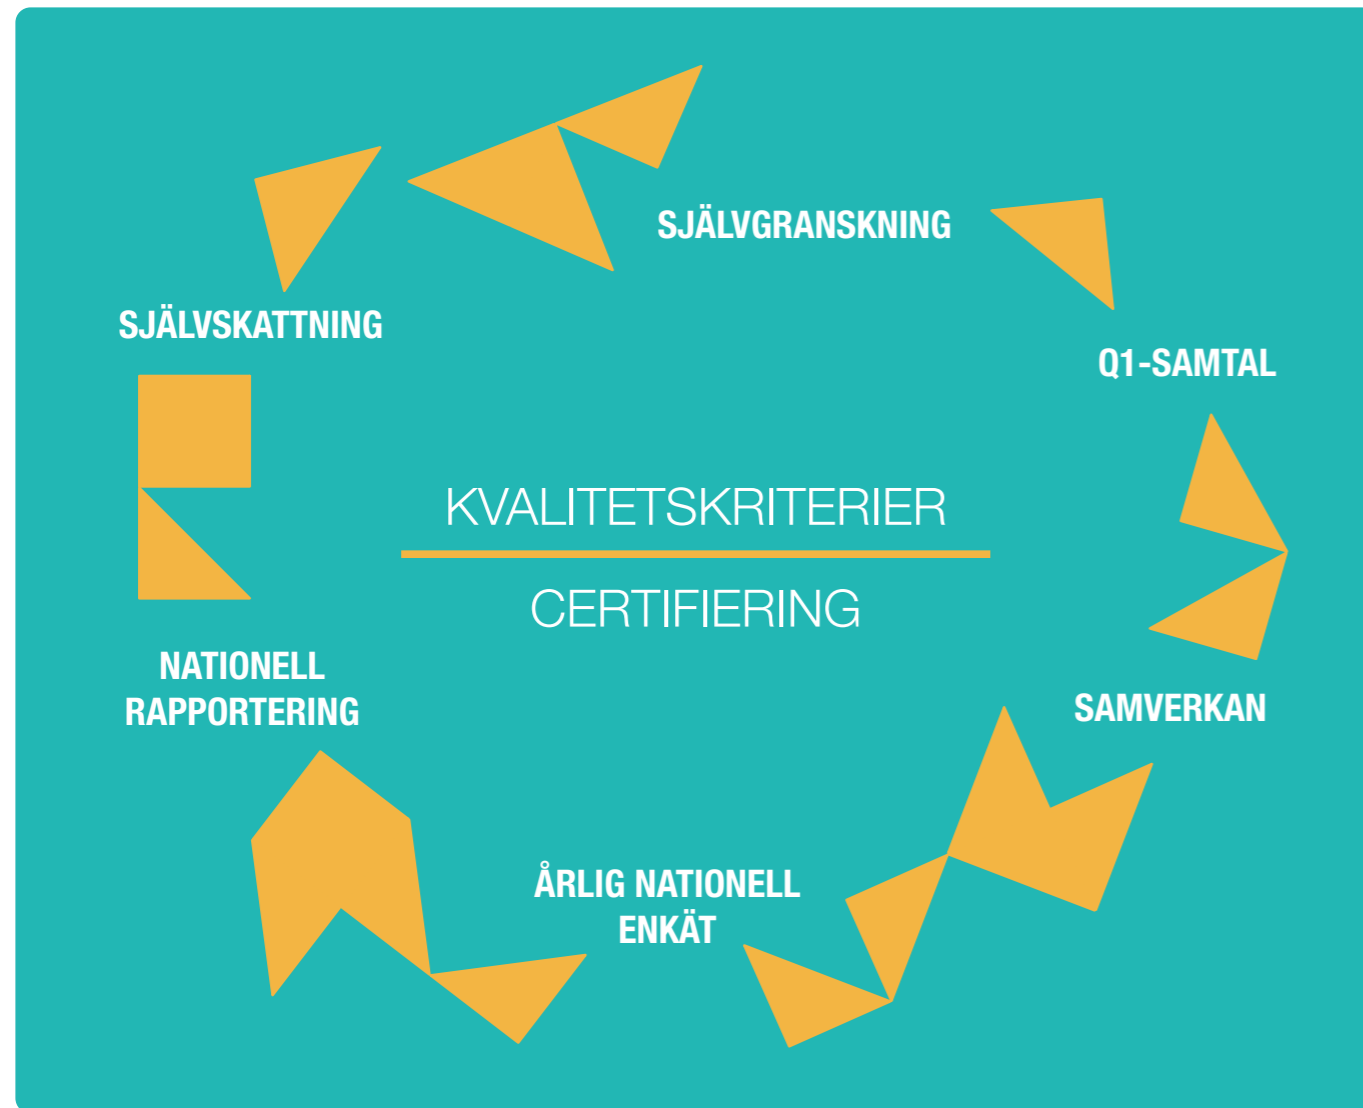 SJÄLVGRANSKNING
SJÄLVSKATTNING
Q1-SAMTAL
KVALITETSKRITERIER
CERTIFIERING
NATIONELL
RAPPORTERING
SAMVERKAN
ÅRLIG NATIONELL
ENKÄT